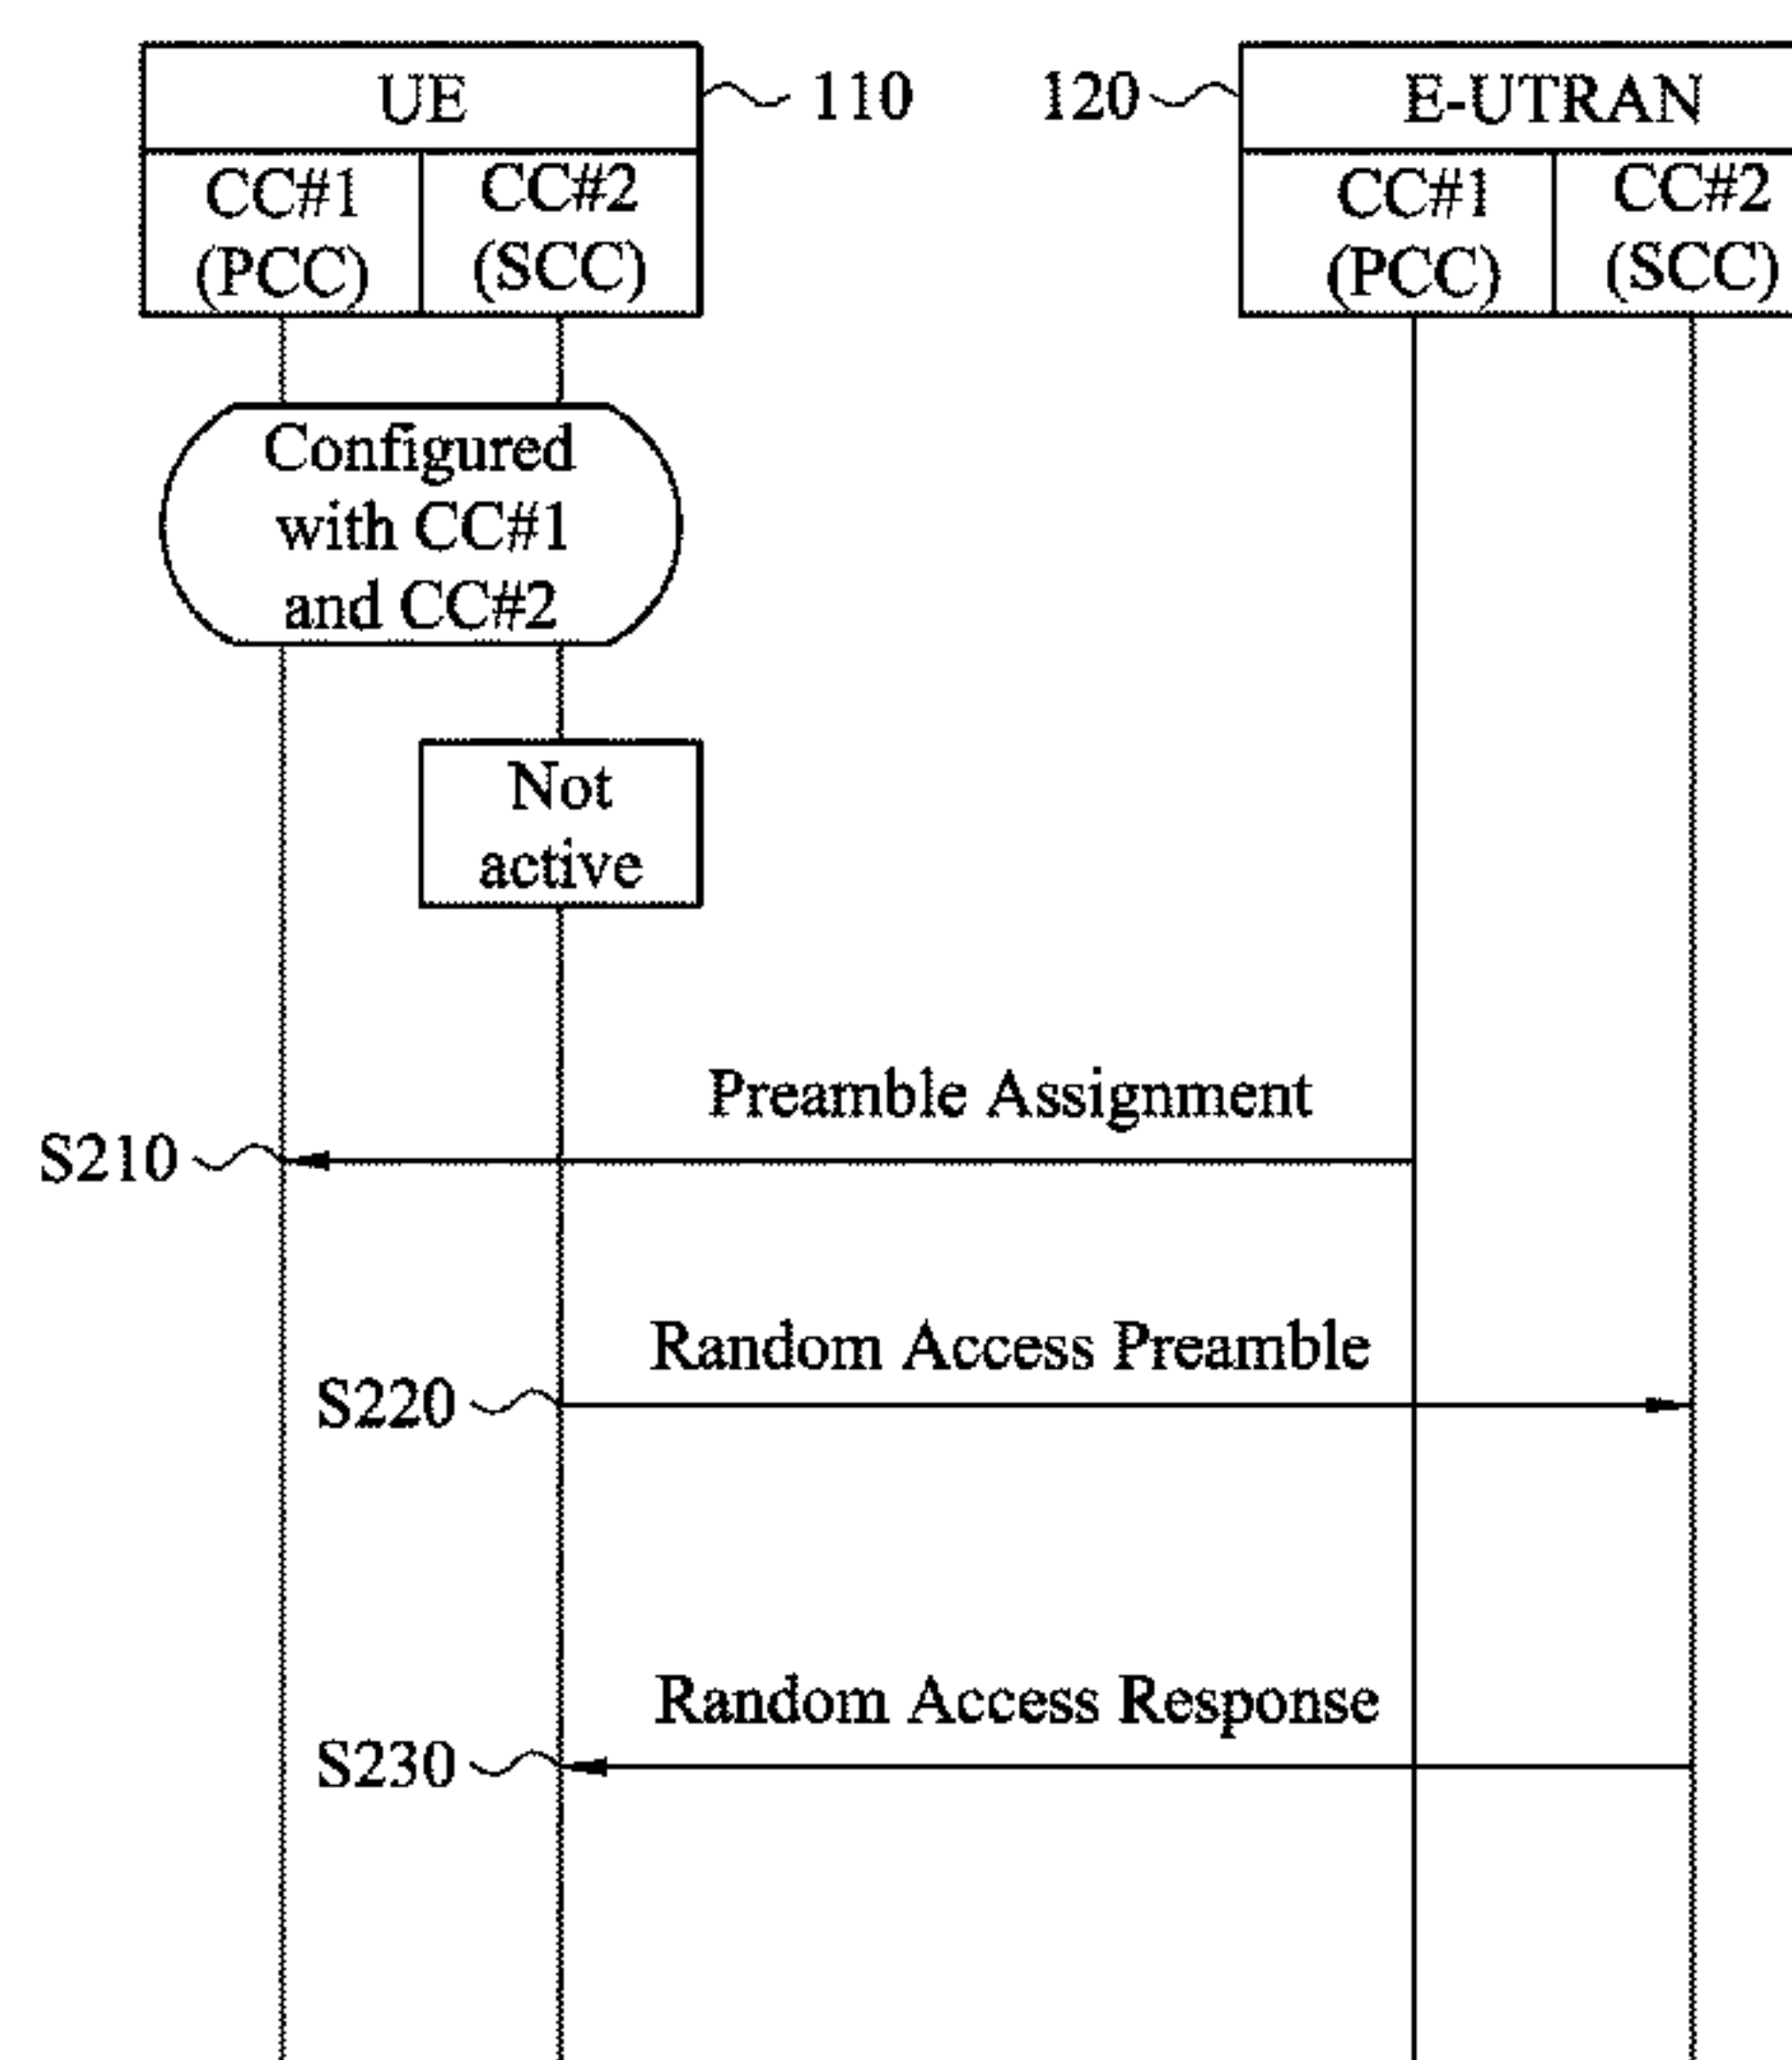 UE
110
120
E-UTRAN
CC#1
(PCC)
CC#2
(SCC)
CC#1
(PCC)
CC#2
(SCC)
Configured
with CC#1
and CC#2
Not
active
Preamble Assignment
S210
Random Access Preamble
S220
Random Access Response
S230